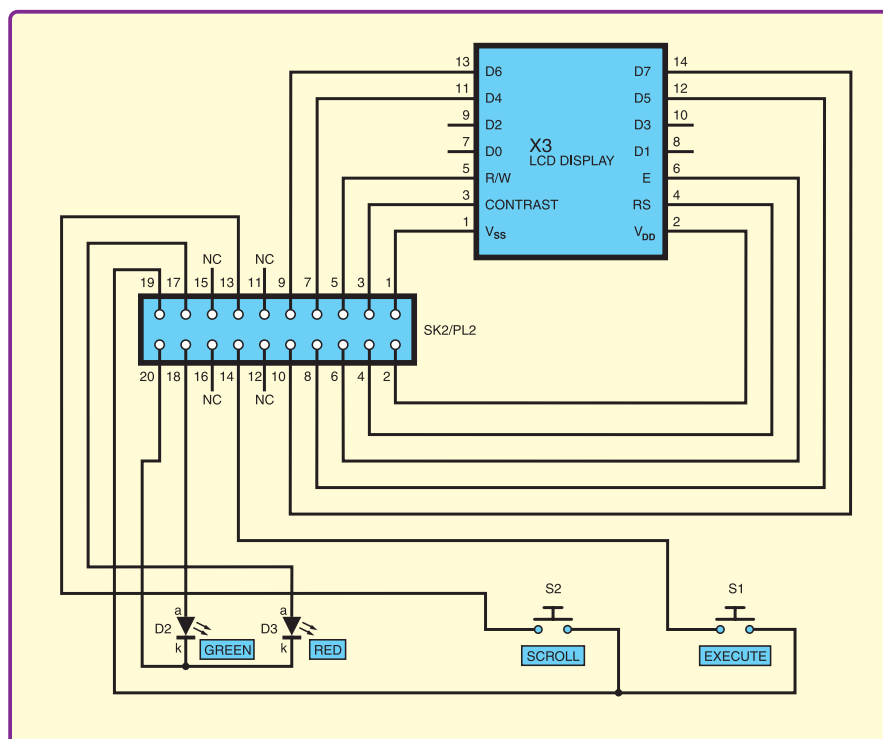 13 D6 D7 14
11 D4 D5 12
9 D2 D3 10
7 D0 D1 8
X3
LCD DISPLAY
5 R/W E 6
3 CONTRAST RS 4
1 VSS VDD 2
NC NC
19 17 15 13 11 9 7 5 3 1
SK2/PL2
20 18 16 14 12 10 8 6 4 2
NC NC
S2 S1
a a
D2 D3
k k
GREEN RED SCROLL EXECUTE